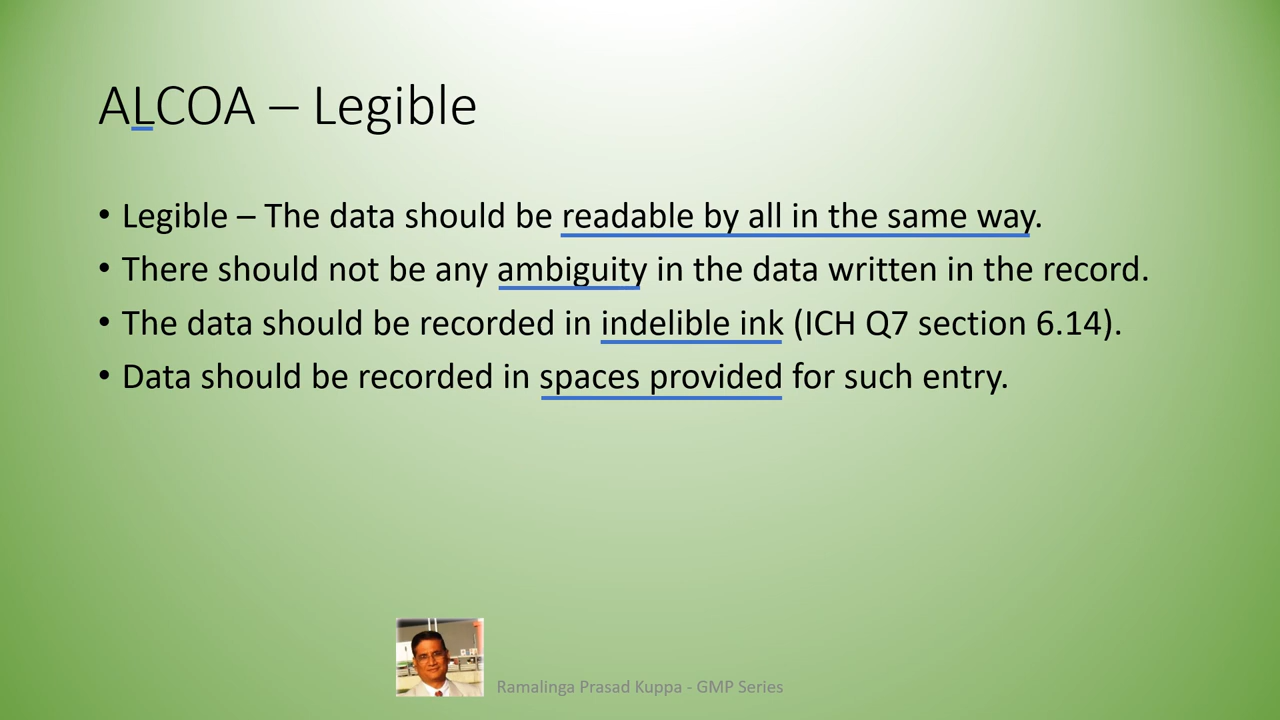 ALCOA – Legible
• Legible – The data should be readable by all in the same way.
• There should not be any ambiguity in the data written in the record.
• The data should be recorded in indelible ink (ICH Q7 section 6.14).
• Data should be recorded in spaces provided for such entry.
Ramalinga Prasad Kuppa - GMP Series